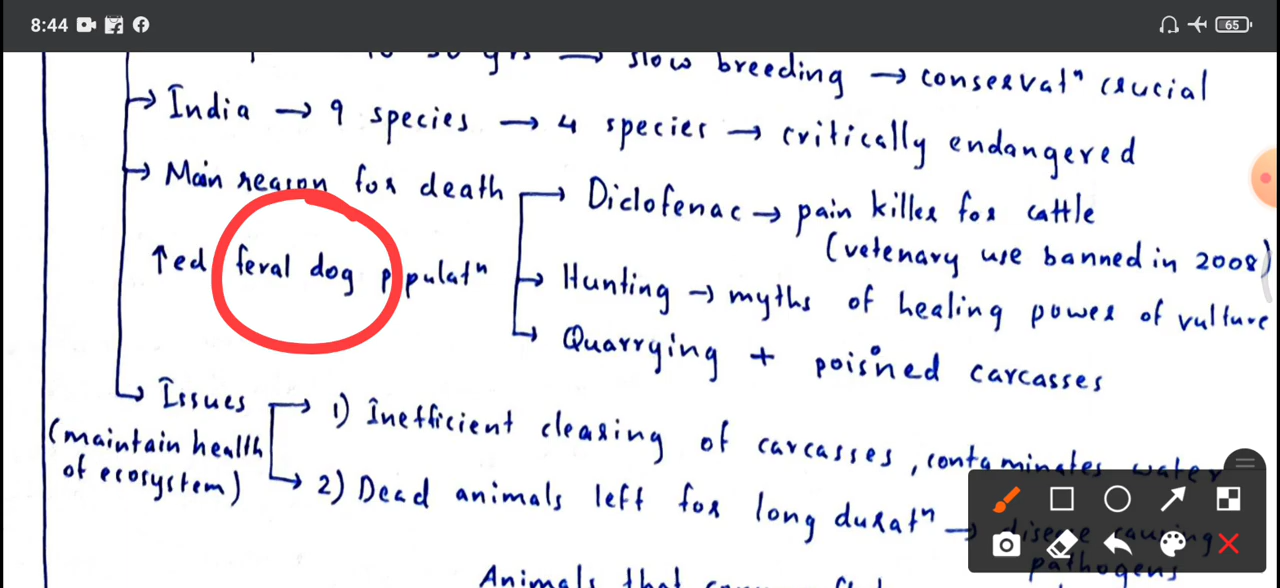 8:44
65
yrs → slow breeding → conservatⁿ crucial
→ India → 9 species → 4 species → critically endangered
→ Main reason for death → Diclofenac → pain killer for cattle
(vetenary use banned in 2008)
↑ed feral dog populatⁿ
→ Hunting → myths of healing power of vulture
→ Quarrying + poisned carcasses
→ Issues → 1) Inefficient clearing of carcasses, contaminates water
(maintain health
of ecosystem)
→ 2) Dead animals left for long duratⁿ → disease causing
pathogens
Animals that